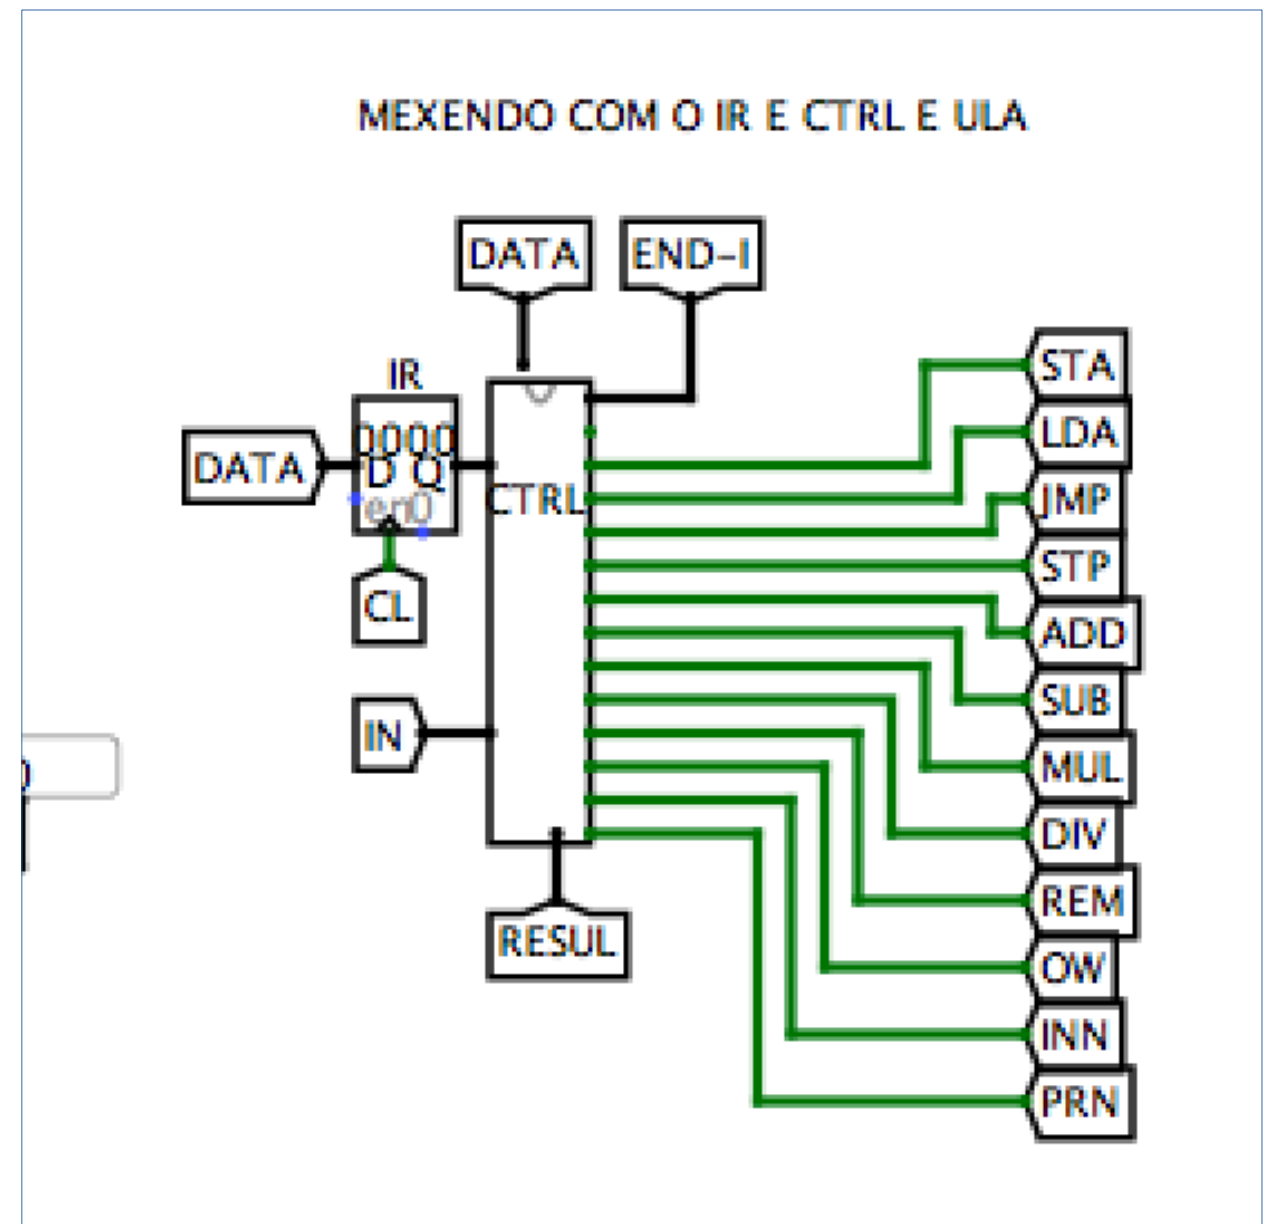 MEXENDO COM O IR E CTRL E ULA
DATA
END-I
IR
0000
D Q
en0
DATA
CTRL
CL
IN
RESUL
STA
LDA
JMP
STP
ADD
SUB
MUL
DIV
REM
OW
INN
PRN